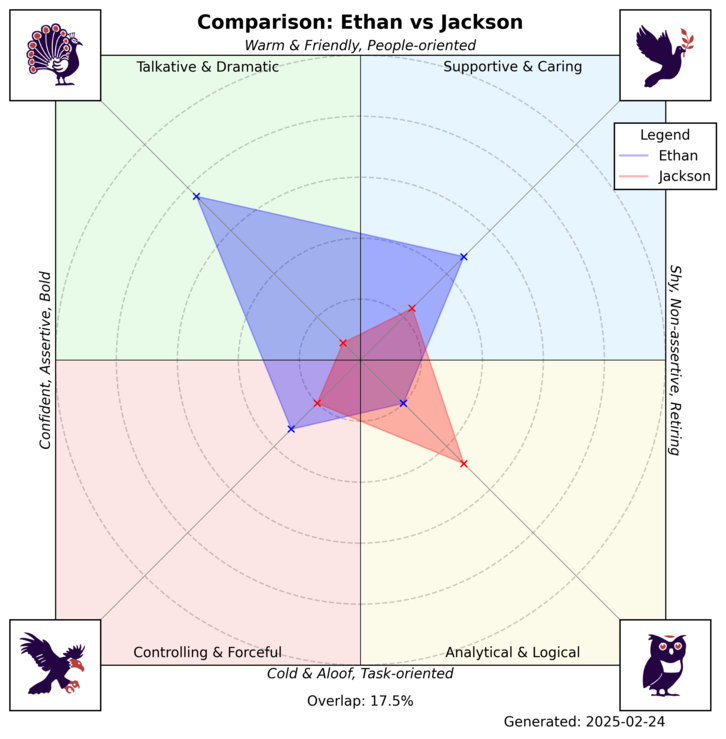 Comparison: Ethan vs Jackson
Warm & Friendly, People-oriented
Talkative & Dramatic
Supportive & Caring
Legend
Ethan
Jackson
Confident, Assertive, Bold
Shy, Non-assertive, Retiring
Controlling & Forceful
Analytical & Logical
Cold & Aloof, Task-oriented
Overlap: 17.5%
Generated: 2025-02-24